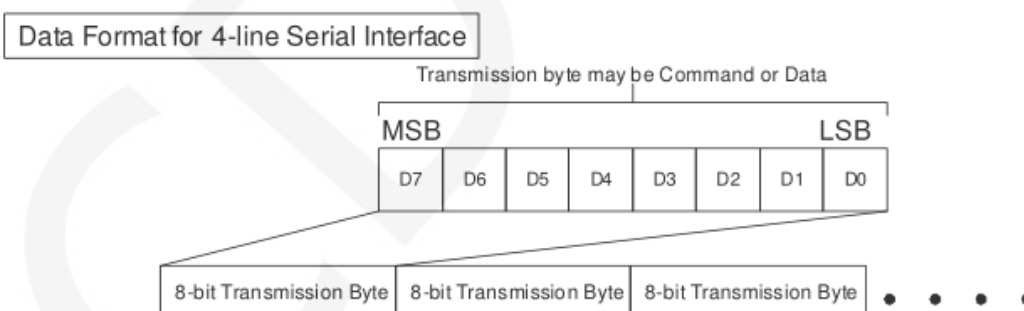 Data Format for 4-line Serial Interface
Transmission byte may be Command or Data
MSB LSB
D7 D6 D5 D4 D3 D2 D1 D0
8-bit Transmission Byte 8-bit Transmission Byte 8-bit Transmission Byte